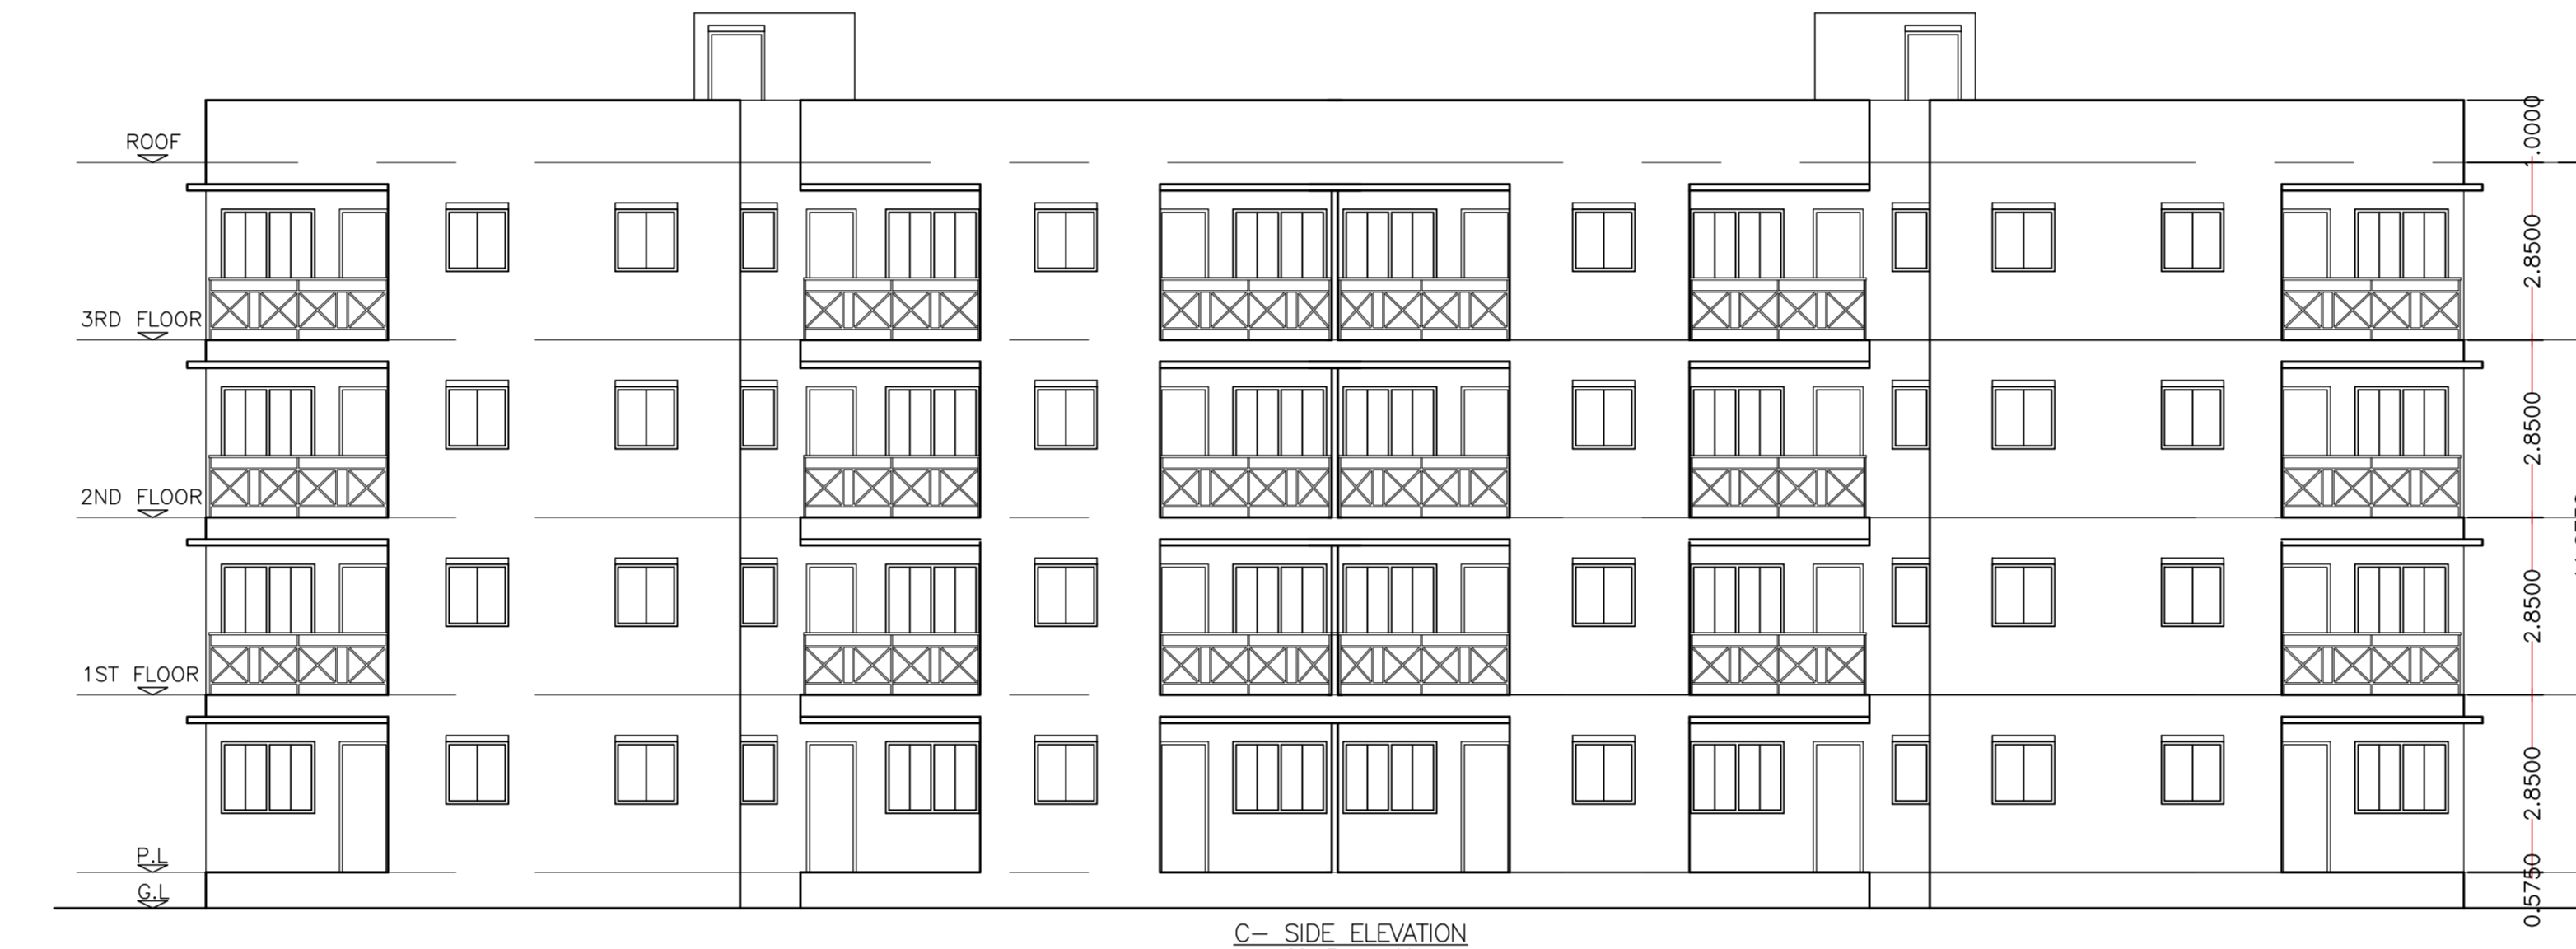 ROOF
3RD FLOOR
2ND FLOOR
1ST FLOOR
P.L
G.L
1.0000
2.8500
2.8500
2.8500
2.8500
0.5750
C- SIDE ELEVATION